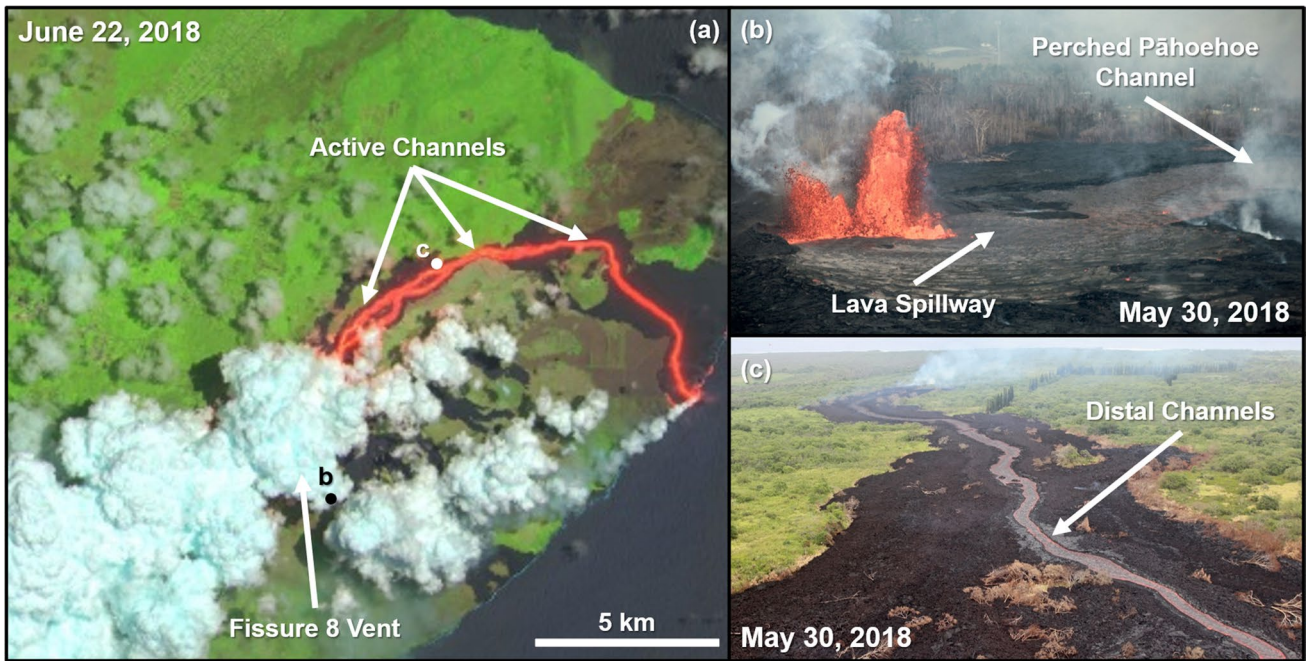 June 22, 2018
(a)
Active Channels
c
b
Fissure 8 Vent
5 km
(b)
Perched Pāhoehoe
Channel
Lava Spillway
May 30, 2018
(c)
Distal Channels
May 30, 2018